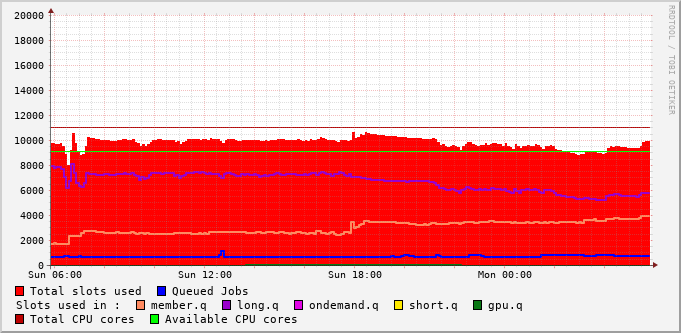 20000
18000
16000
14000
12000
10000
8000
6000
4000
2000
0
Sun 06:00 Sun 12:00 Sun 18:00 Mon 00:00
Total slots used Queued Jobs
Slots used in : member.q long.q ondemand.q short.q gpu.q
Total CPU cores Available CPU cores
RRDTOOL / TOBI OETIKER